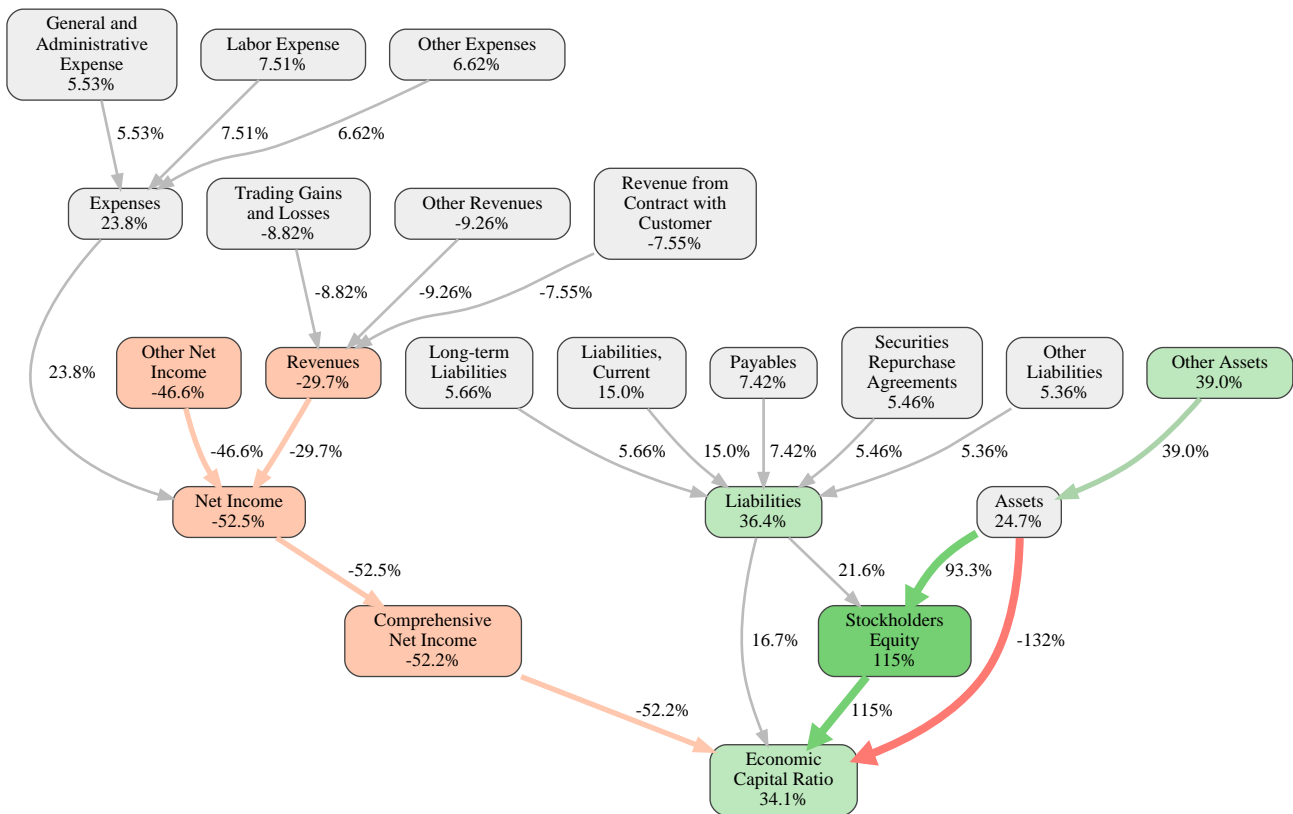 General and
Administrative
Expense
5.53%
Labor Expense
7.51%
Other Expenses
6.62%
5.53%
7.51%
6.62%
Expenses
23.8%
Trading Gains
and Losses
-8.82%
Other Revenues
-9.26%
Revenue from
Contract with
Customer
-7.55%
-8.82%
-9.26%
-7.55%
23.8%
Other Net
Income
-46.6%
Revenues
-29.7%
Long-term
Liabilities
5.66%
Liabilities,
Current
15.0%
Payables
7.42%
Securities
Repurchase
Agreements
5.46%
Other
Liabilities
5.36%
Other Assets
39.0%
-46.6%
-29.7%
5.66%
15.0%
7.42%
5.46%
5.36%
39.0%
Net Income
-52.5%
Liabilities
36.4%
Assets
24.7%
-52.5%
21.6%
93.3%
Comprehensive
Net Income
-52.2%
16.7%
Stockholders
Equity
115%
-132%
-52.2%
115%
Economic
Capital Ratio
34.1%